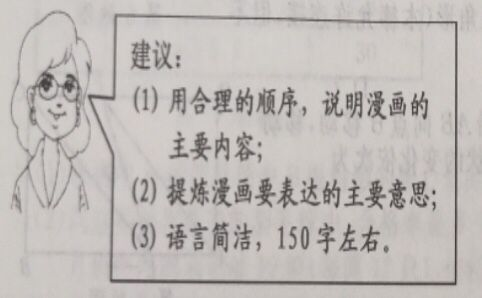 建议：
(1) 用合理的顺序，说明漫画的
主要内容；
(2) 提炼漫画要表达的主要意思；
(3) 语言简洁，150字左右。